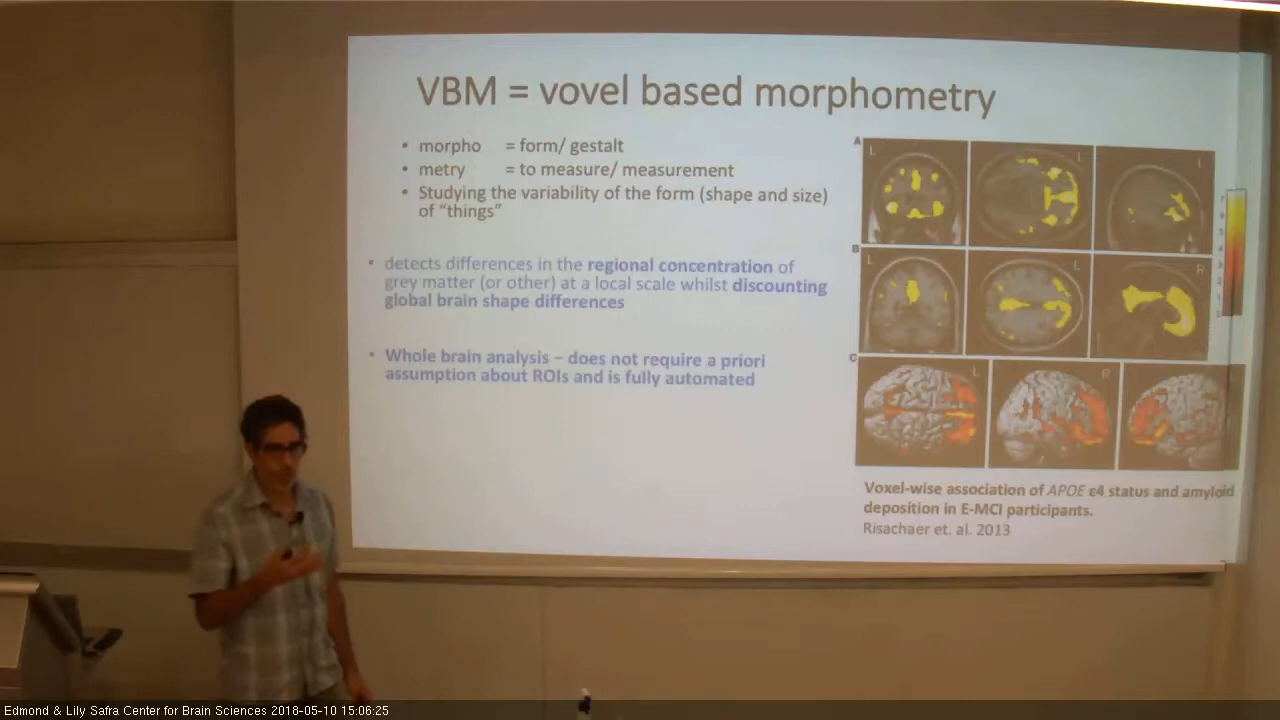 VBM = vovel based morphometry
• morpho = form/ gestalt
• metry = to measure/ measurement
• Studying the variability of the form (shape and size)
of “things”
• detects differences in the regional concentration of
grey matter (or other) at a local scale whilst discounting
global brain shape differences
• Whole brain analysis – does not require a priori
assumption about ROIs and is fully automated
A
L
L
L
B
L
L
R
C
L
R
L
Voxel-wise association of APOE ε4 status and amyloid
deposition in E-MCI participants.
Risachaer et. al. 2013
Edmond & Lily Safra Center for Brain Sciences 2018-05-10 15:06:25